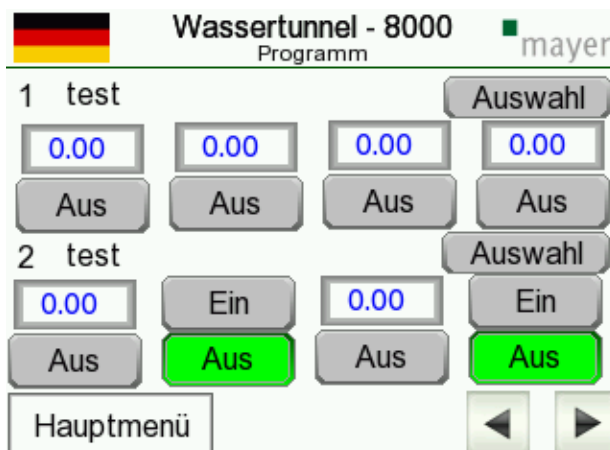 Wassertunnel - 8000
Programm
mayer
1 test
Auswahl
0.00 0.00 0.00 0.00
Aus Aus Aus Aus
2 test
Auswahl
0.00 Ein 0.00 Ein
Aus Aus Aus Aus
Hauptmenü